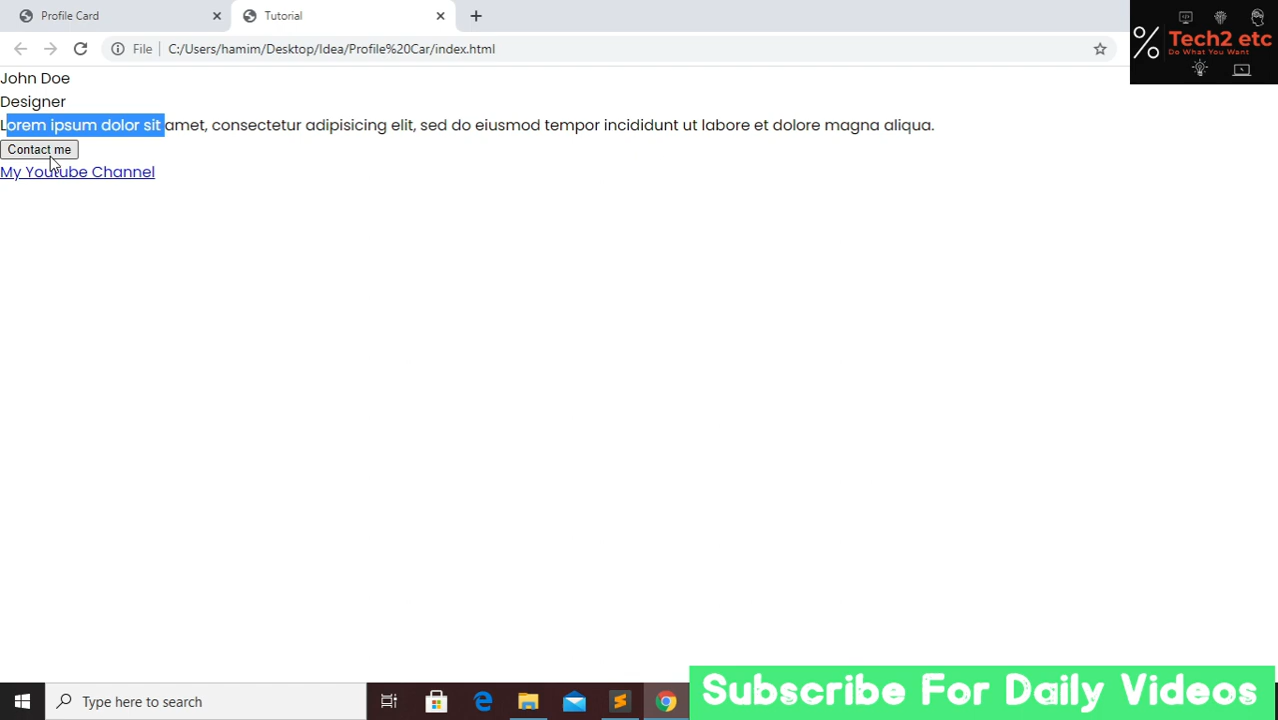 Profile Card
Tutorial
File
C:/Users/hamim/Desktop/Idea/Profile%20Car/index.html
% Tech2 etc
Do What You Want
John Doe
Designer
Lorem ipsum dolor sit amet, consectetur adipisicing elit, sed do eiusmod tempor incididunt ut labore et dolore magna aliqua.
Contact me
My Youtube Channel
Type here to search
Subscribe For Daily Videos